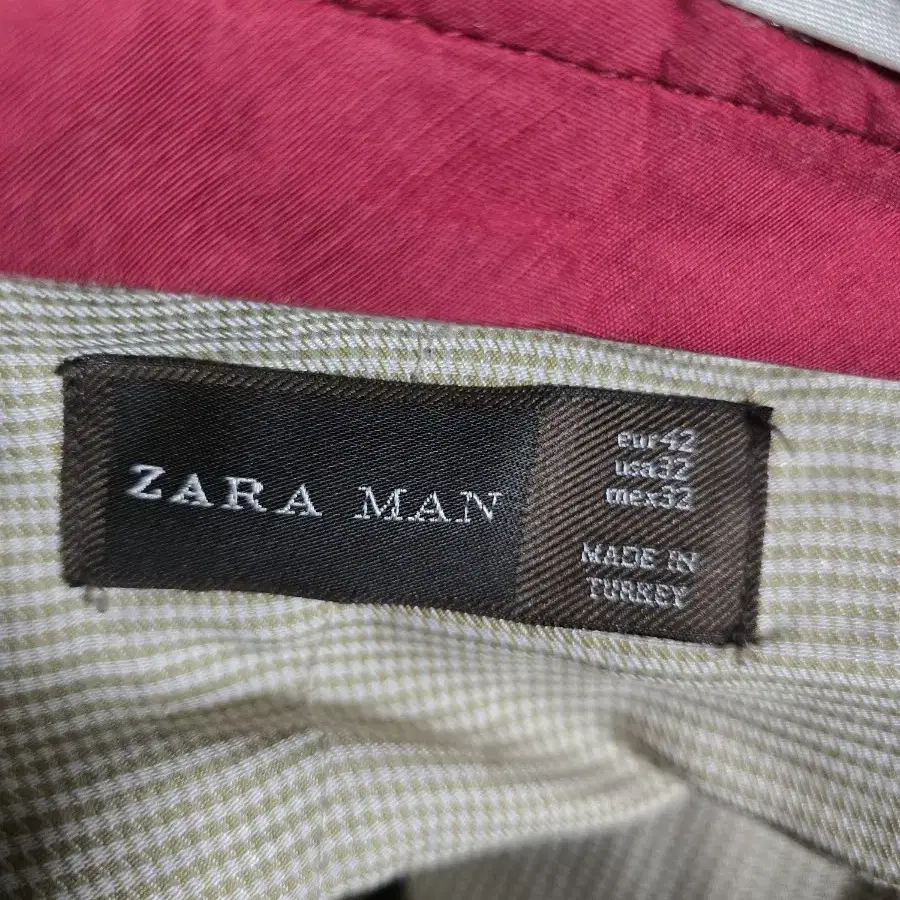 ZARA MAN
eur42
usa32
mex32
MADE IN
TURKEY